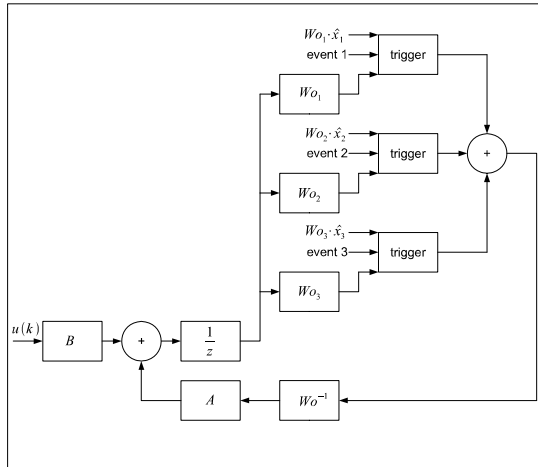 Wo₁·x̂₁
event 1
trigger
Wo₁
Wo₂·x̂₂
event 2
trigger
+
Wo₂
Wo₃·x̂₃
event 3
trigger
Wo₃
u(k)
B
+
1/z
A
Wo⁻¹